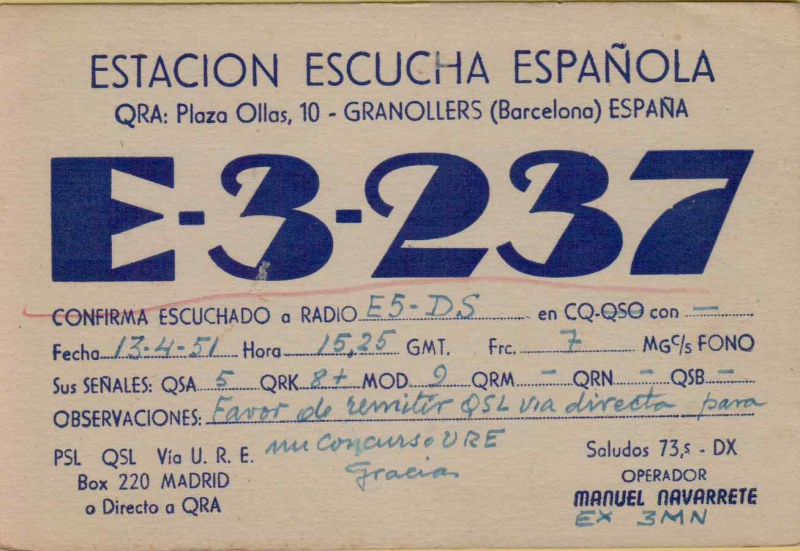 ESTACION ESCUCHA ESPAÑOLA
QRA: Plaza Ollas, 10 - GRANOLLERS (Barcelona) ESPAÑA
E-3-237
CONFIRMA ESCUCHADO a RADIO E5-DS en CQ-QSO con —
Fecha 13-4-51 Hora 15,25 GMT. Frc. 7 MGc/s FONO
Sus SEÑALES: QSA 5 QRK 8+ MOD 9 QRM — QRN — QSB —
OBSERVACIONES: Favor de remitir QSL via directa para
mi concurso URE
Gracias
PSL QSL Vía U. R. E.
Box 220 MADRID
o Directo a QRA
Saludos 73,s - DX
OPERADOR
MANUEL NAVARRETE
EX 3MN